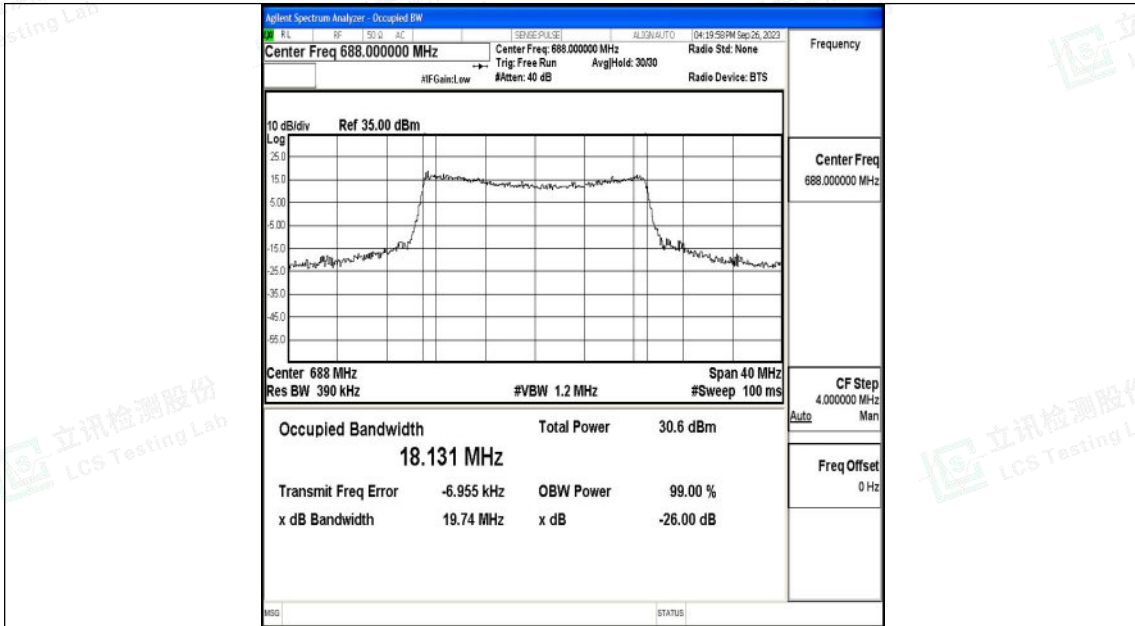 Agilent Spectrum Analyzer - Occupied BW
RL RF 50 Ω AC SENSE:PULSE ALIGNAUTO 04:19:58 PM Sep 26, 2023
Center Freq 688.000000 MHz
Center Freq: 688.000000 MHz
Radio Std: None
Trig: Free Run Avg|Hold: 30/30
#IFGain:Low #Atten: 40 dB Radio Device: BTS
10 dB/div Ref 35.00 dBm
Log
25.0
15.0
5.00
-5.00
-15.0
-25.0
-35.0
-45.0
-55.0
Center 688 MHz Span 40 MHz
Res BW 390 kHz #VBW 1.2 MHz #Sweep 100 ms
Occupied Bandwidth Total Power 30.6 dBm
18.131 MHz
Transmit Freq Error -6.955 kHz OBW Power 99.00 %
x dB Bandwidth 19.74 MHz x dB -26.00 dB
MSG STATUS
Frequency
Center Freq
688.000000 MHz
CF Step
4.000000 MHz
Auto Man
Freq Offset
0 Hz
sting Lab
立讯检测股份
LCS Testing Lab
立讯检测股份
LCS Testing L
立